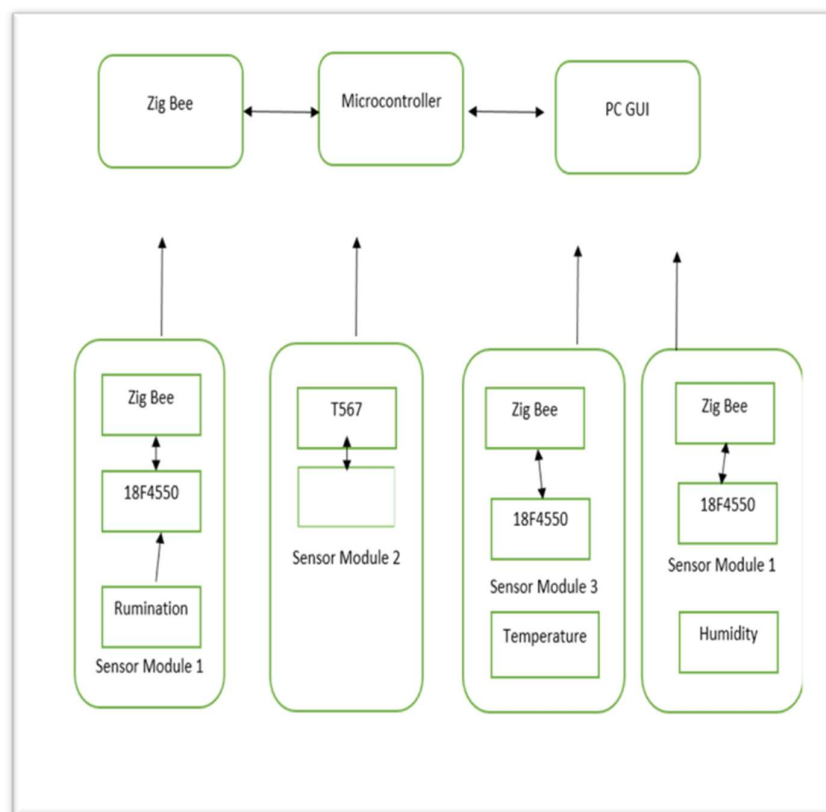 Zig Bee
Microcontroller
PC GUI
Zig Bee
18F4550
Rumination
Sensor Module 1
T567
Sensor Module 2
Zig Bee
18F4550
Sensor Module 3
Temperature
Zig Bee
18F4550
Sensor Module 1
Humidity